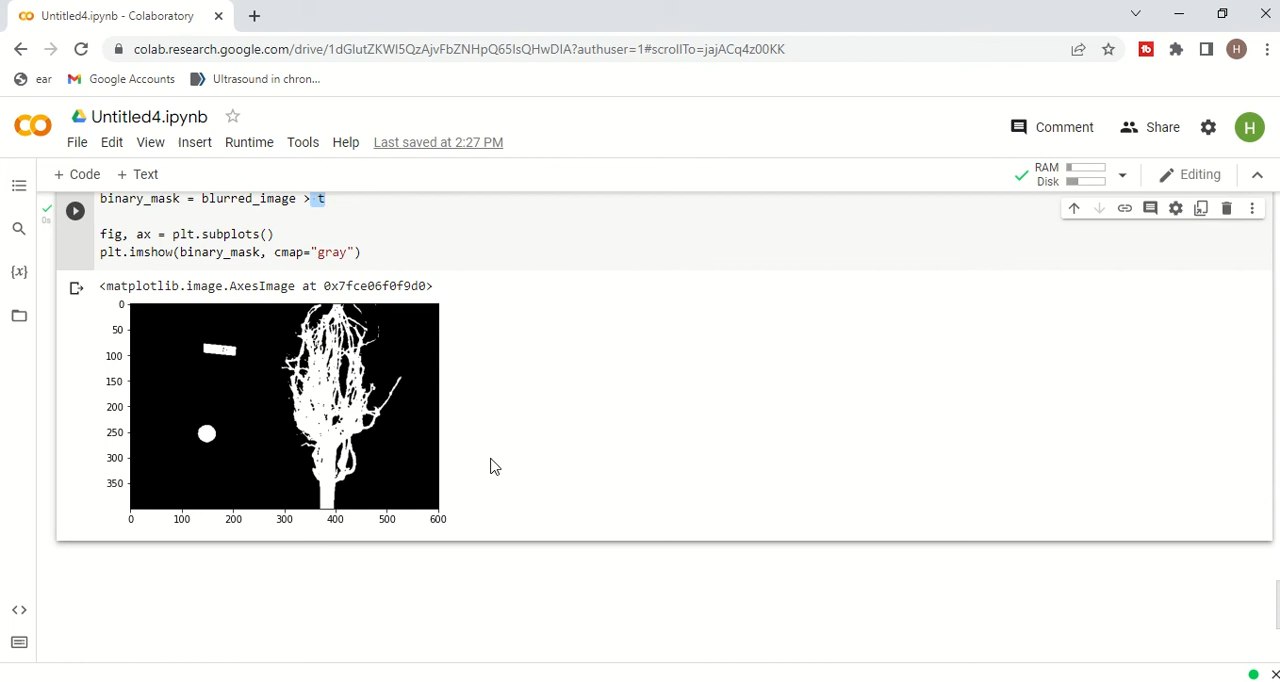 Untitled4.ipynb - Colaboratory
colab.research.google.com/drive/1dGlutZKWI5QzAjvFbZNHpQ65IsQHwDIA?authuser=1#scrollTo=jajACq4z00KK
H
ear
Google Accounts
Ultrasound in chron...
CO
Untitled4.ipynb
Comment
Share
H
File Edit View Insert Runtime Tools Help Last saved at 2:27 PM
+ Code + Text
RAM
Disk
Editing
binary_mask = blurred_image > t
0s
fig, ax = plt.subplots()
plt.imshow(binary_mask, cmap="gray")
{x}
<matplotlib.image.AxesImage at 0x7fce06f0f9d0>
0
50
100
150
200
250
300
350
0 100 200 300 400 500 600